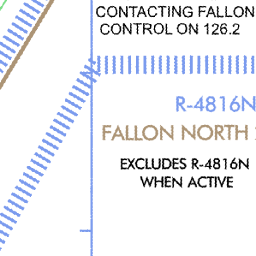 CONTACTING FALLON
CONTROL ON 126.2
R-4816N
FALLON NORTH
EXCLUDES R-4816N
WHEN ACTIVE